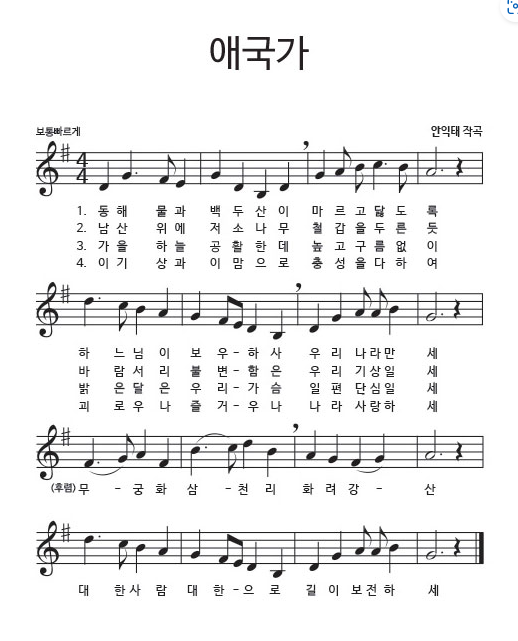 애국가
보통빠르게
안익태 작곡
1. 동 해 물 과 백 두 산 이 마 르 고 닳 도 록
2. 남 산 위 에 저 소 나 무 철 갑 을 두 른 듯
3. 가 을 하 늘 공 활 한 데 높 고 구 름 없 이
4. 이 기 상 과 이 맘 으 로 충 성 을 다 하 여
하 느 님 이 보 우 - 하 사 우 리 나 라 만 세
바 람 서 리 불 변 - 함 은 우 리 기 상 일 세
밝 은 달 은 우 리 - 가 슴 일 편 단 심 일 세
괴 로 우 나 즐 거 - 우 나 나 라 사 랑 하 세
(후렴) 무 - 궁 화 삼 - 천 리 화 려 강 - 산
대 한 사 람 대 한 - 으 로 길 이 보 전 하 세